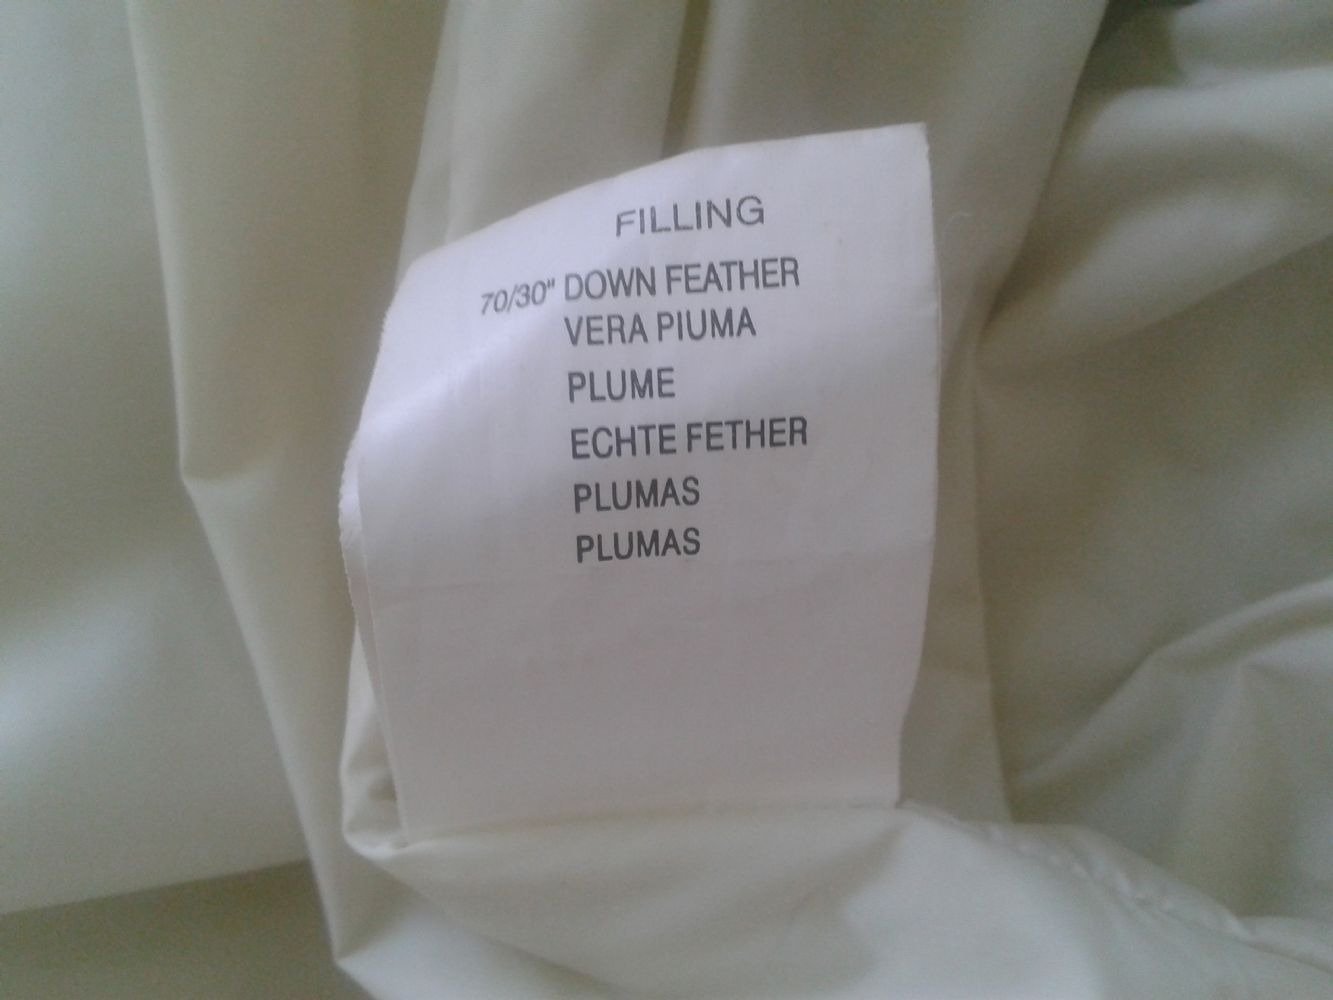 FILLING
70/30" DOWN FEATHER
VERA PIUMA
PLUME
ECHTE FETHER
PLUMAS
PLUMAS